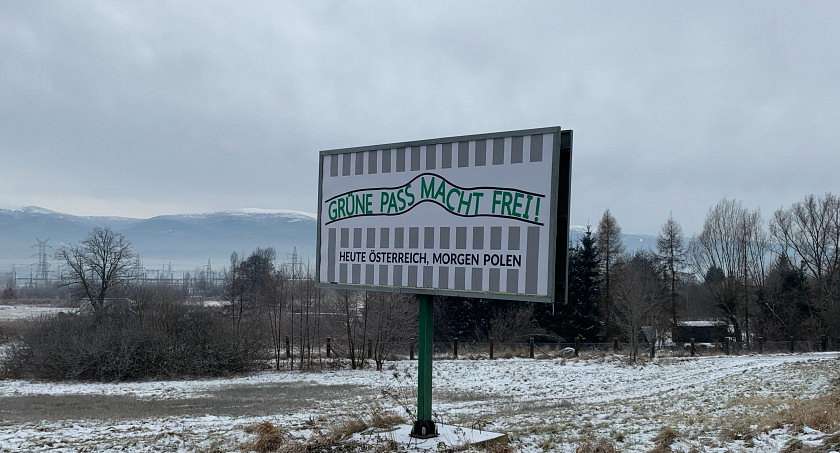 GRÜNE PASS MACHT FREI!
HEUTE ÖSTERREICH, MORGEN POLEN